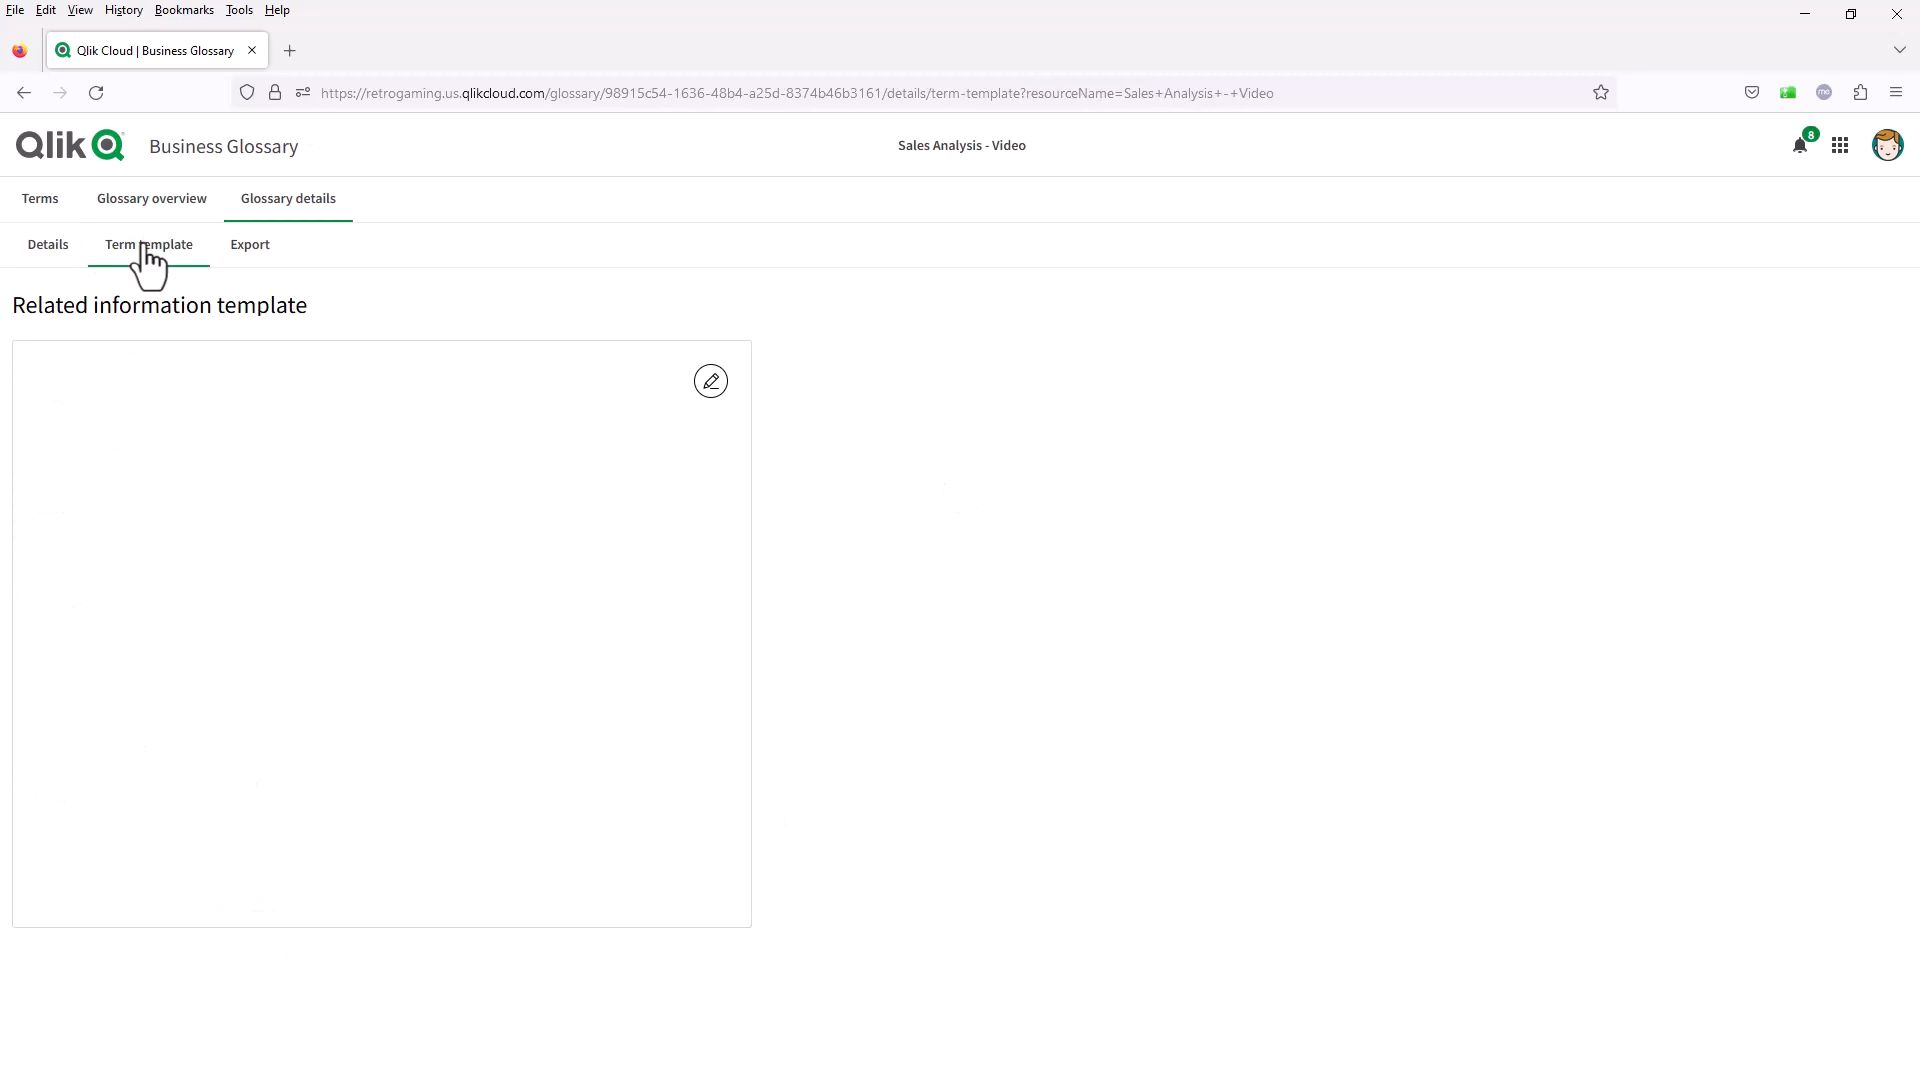 File Edit View History Bookmarks Tools Help
Qlik Cloud | Business Glossary
https://retrogaming.us.qlikcloud.com/glossary/98915c54-1636-48b4-a25d-8374b46b3161/details/term-template?resourceName=Sales+Analysis+-+Video
Qlik Business Glossary Sales Analysis - Video 8
Terms Glossary overview Glossary details
Details Term template Export
Related information template